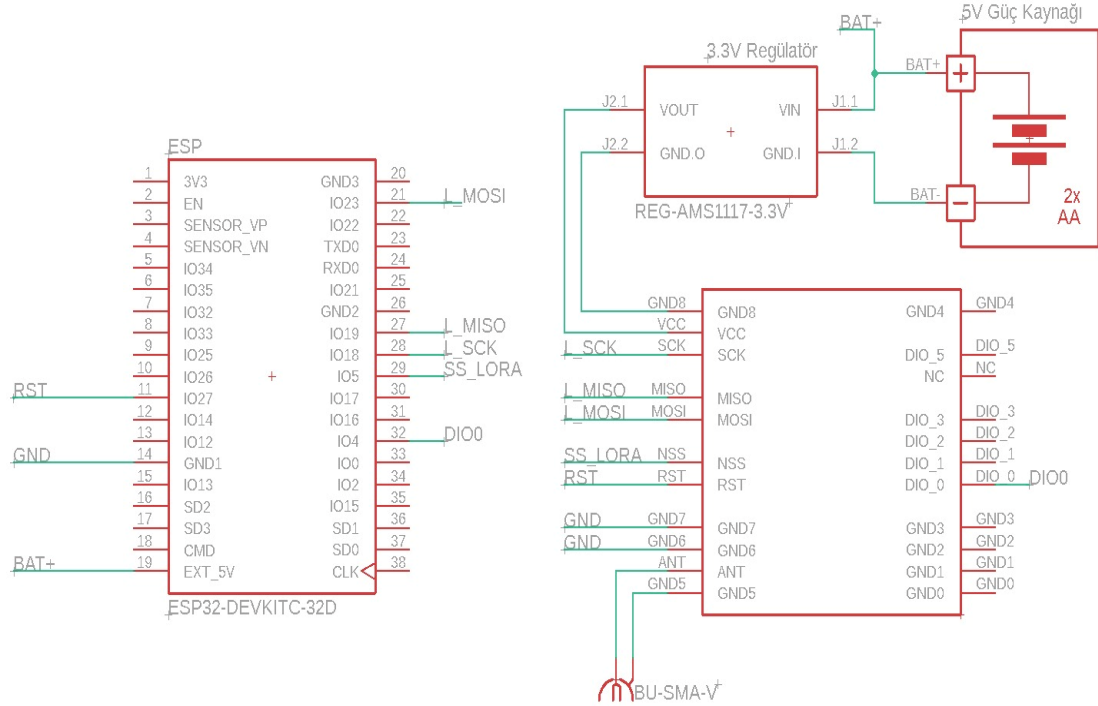 ESP
1 3V3
2 EN
3 SENSOR_VP
4 SENSOR_VN
5 IO34
6 IO35
7 IO32
8 IO33
9 IO25
10 IO26
RST 11 IO27
12 IO14
13 IO12
GND 14 GND1
15 IO13
16 SD2
17 SD3
18 CMD
BAT+ 19 EXT_5V
GND3 20
IO23 21 L_MOSI
IO22 22
TXD0 23
RXD0 24
IO21 25
GND2 26
IO19 27 L_MISO
IO18 28 L_SCK
IO5 29 SS_LORA
IO17 30
IO16 31
IO4 32 DIO0
IO0 33
IO2 34
IO15 35
SD1 36
SD0 37
CLK 38
ESP32-DEVKITC-32D
3.3V Regülatör
J2.1 VOUT
J2.2 GND.O
VIN J1.1
GND.I J1.2
REG-AMS1117-3.3V
BAT+
5V Güç Kaynağı
BAT+ +
BAT- −
2x
AA
GND8 GND8
VCC VCC
L_SCK SCK SCK
L_MISO MISO MISO
L_MOSI MOSI MOSI
SS_LORA NSS NSS
RST RST RST
GND GND7 GND7
GND GND6 GND6
ANT ANT
GND5 GND5
GND4 GND4
DIO_5 DIO_5
NC NC
DIO_3 DIO_3
DIO_2 DIO_2
DIO_1 DIO_1
DIO_0 DIO_0 DIO0
GND3 GND3
GND2 GND2
GND1 GND1
GND0 GND0
BU-SMA-V